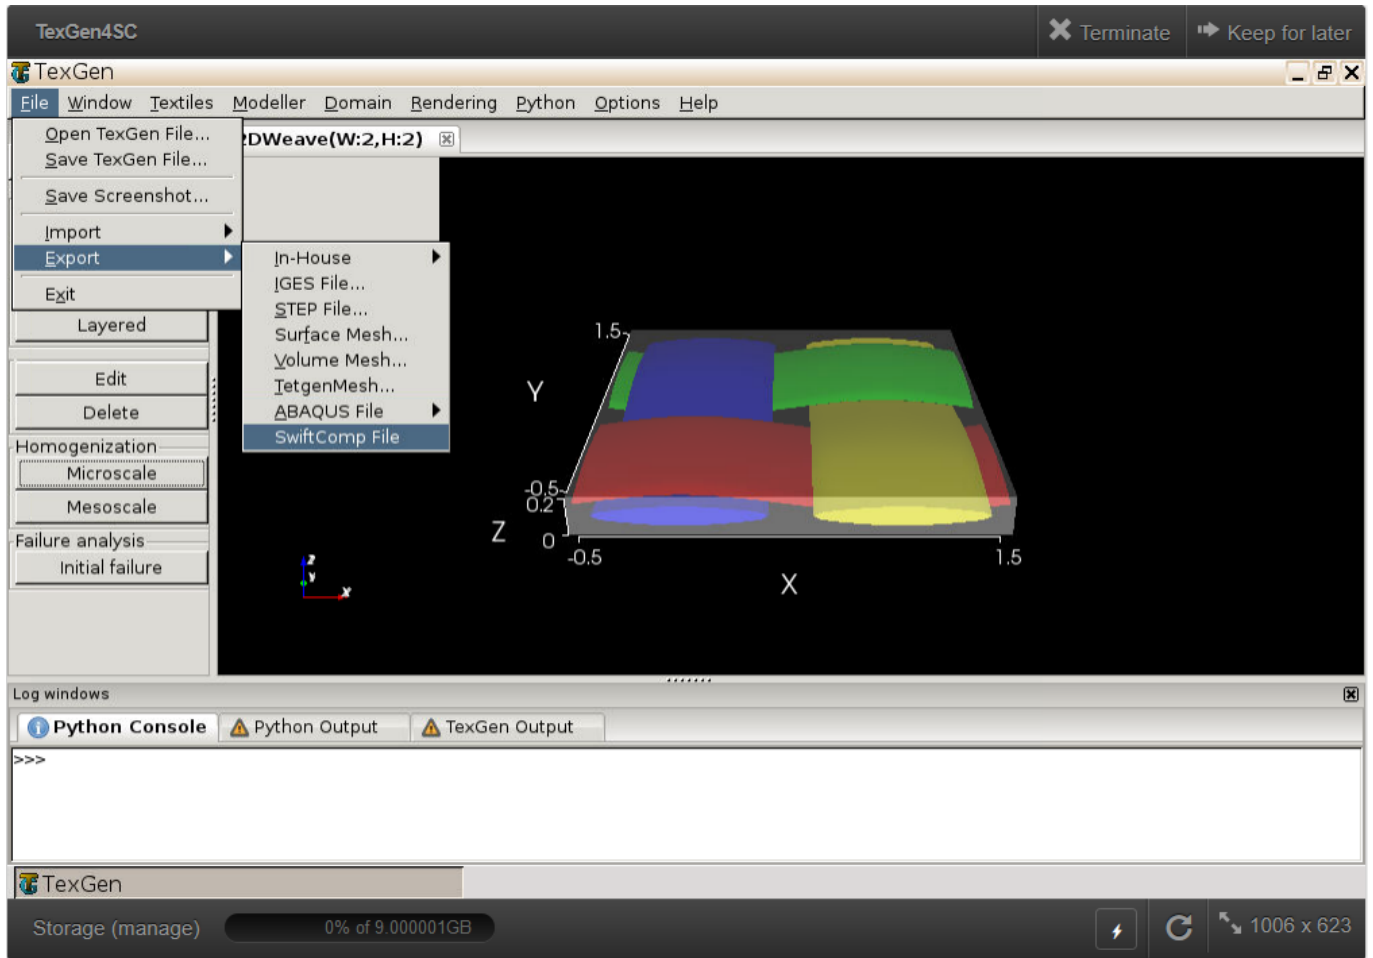 TexGen4SC
Terminate
Keep for later
TexGen
File Window Textiles Modeller Domain Rendering Python Options Help
Open TexGen File...
Save TexGen File...
Save Screenshot...
Import
Export
Exit
2DWeave(W:2,H:2)
In-House
IGES File...
STEP File...
Surface Mesh...
Volume Mesh...
TetgenMesh...
ABAQUS File
SwiftComp File
Layered
Edit
Delete
Homogenization
Microscale
Mesoscale
Failure analysis
Initial failure
1.5
Y
-0.5
0.2
Z
0
-0.5
1.5
X
z
y
x
Log windows
Python Console
Python Output
TexGen Output
>>>
TexGen
Storage (manage)
0% of 9.000001GB
1006 x 623